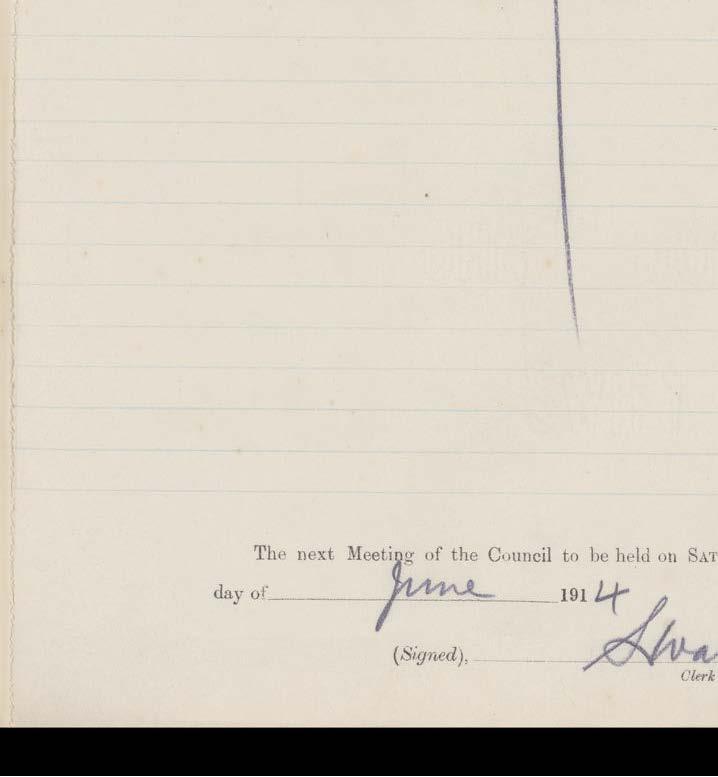 The next Meeting of the Council to be held on SAT
day of June 1914
(Signed),
Clerk